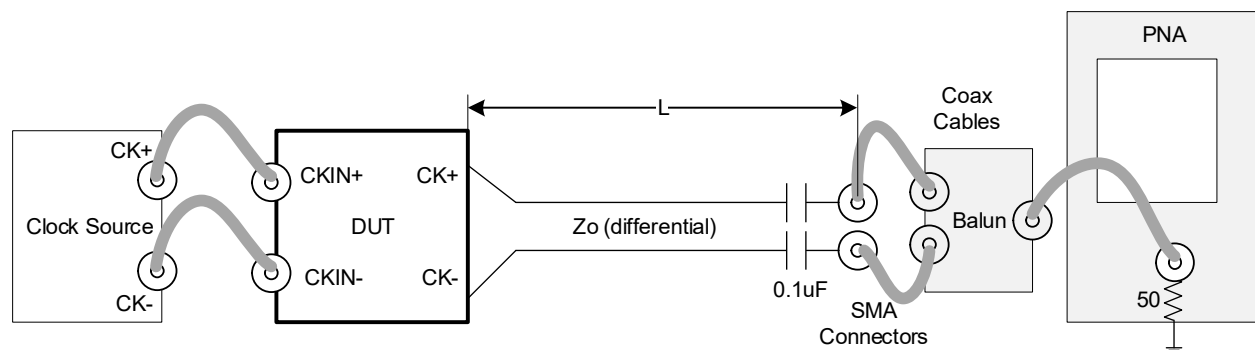 PNA
L
Coax
Cables
CK+
CKIN+
CK+
Clock Source
DUT
Zo (differential)
Balun
CK-
CKIN-
CK-
0.1uF
SMA
Connectors
50